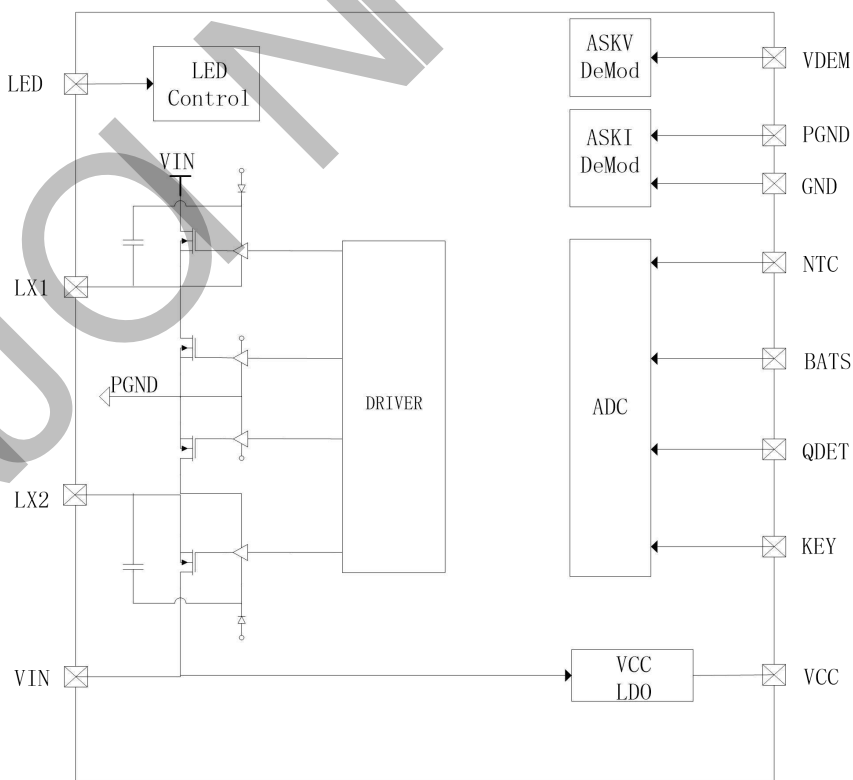 LED
LED
Control
ASKV
DeMod
VDEM
ASKI
DeMod
PGND
GND
VIN
LX1
NTC
BATS
PGND
DRIVER
ADC
QDET
LX2
KEY
VIN
VCC
LDO
VCC